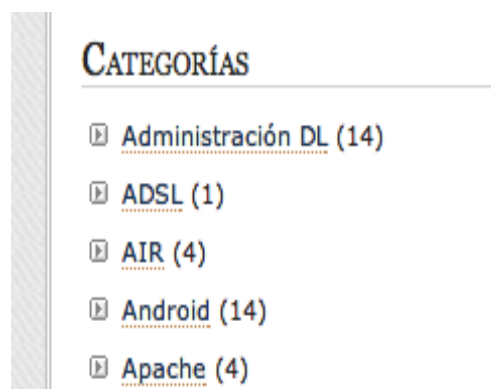 Categorías
Administración DL (14)
ADSL (1)
AIR (4)
Android (14)
Apache (4)